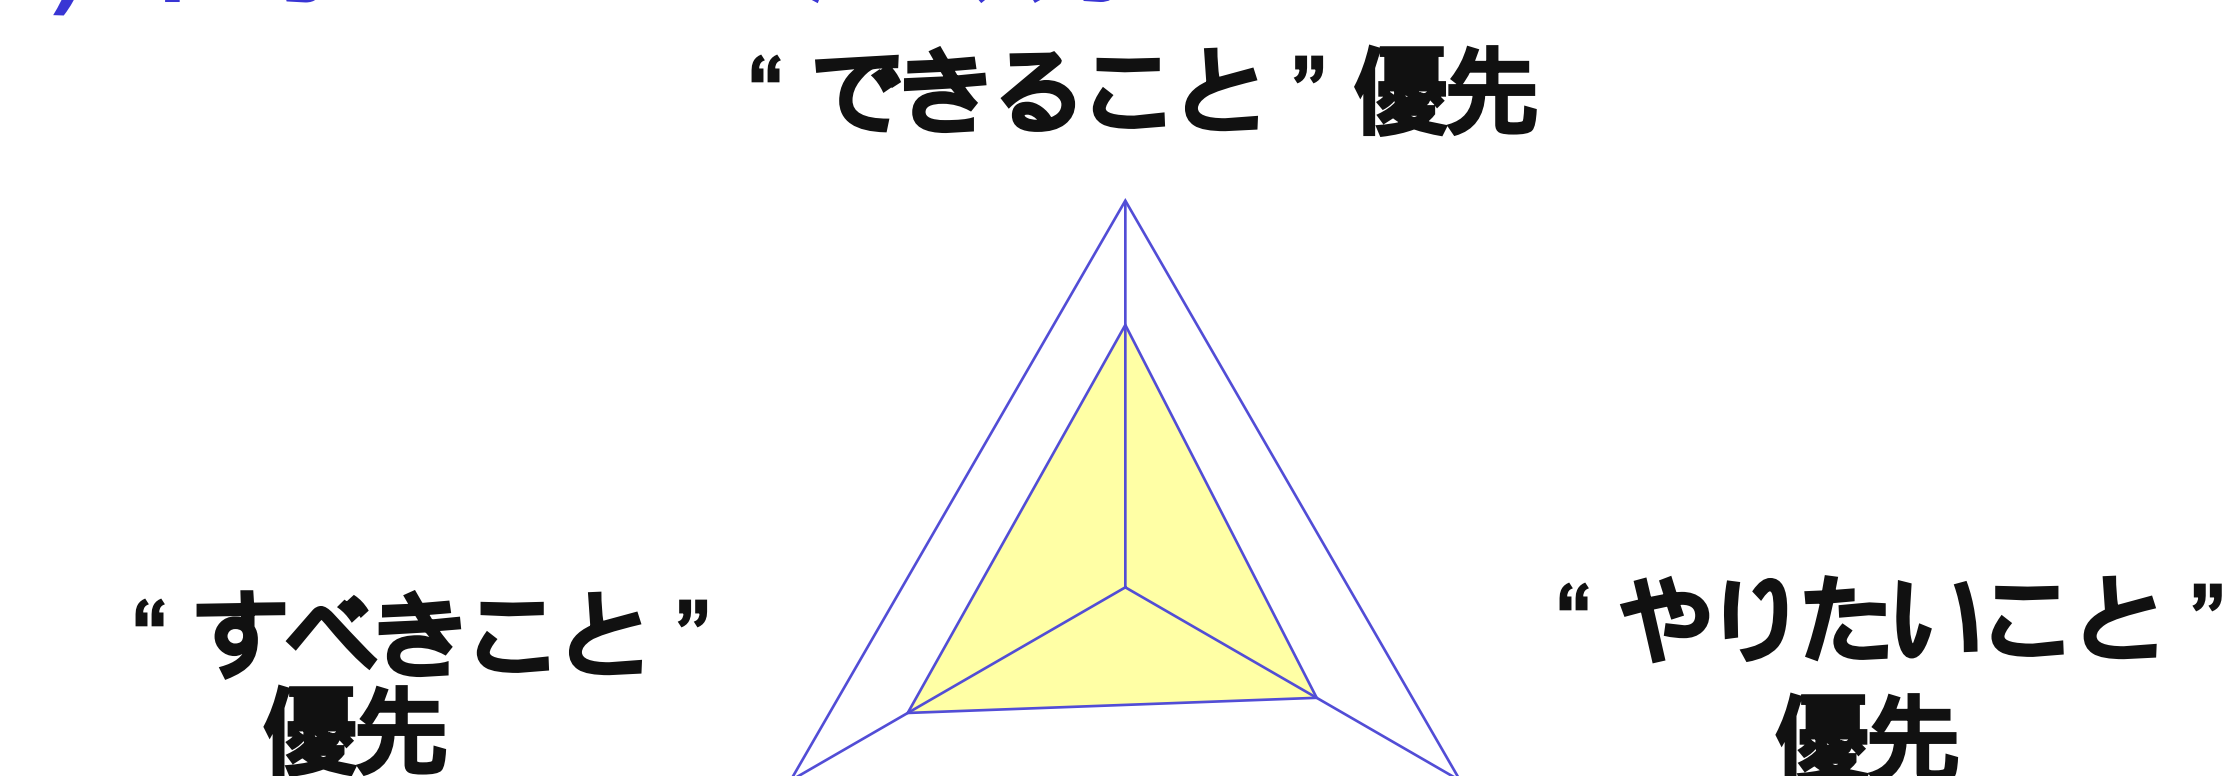 “できること”優先
“すべきこと”
優先
“やりたいこと”
優先